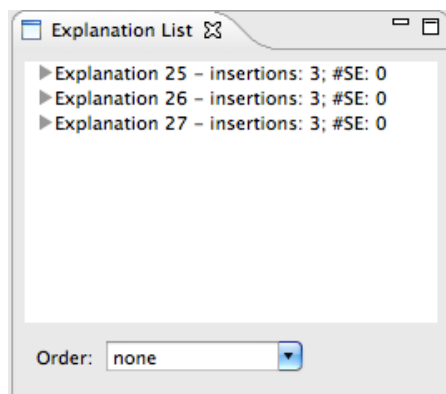 Explanation List
Explanation 25 – insertions: 3; #SE: 0
Explanation 26 – insertions: 3; #SE: 0
Explanation 27 – insertions: 3; #SE: 0
Order: none